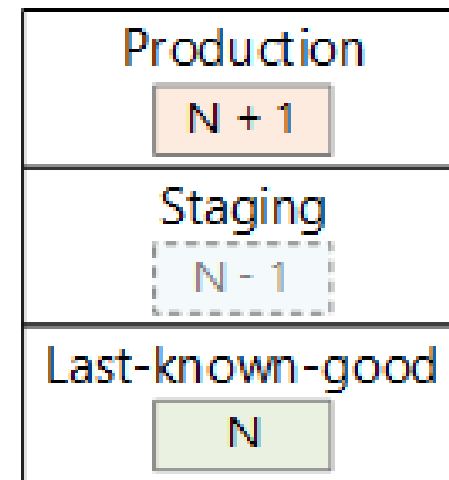 Production
N + 1
Staging
N - 1
Last-known-good
N